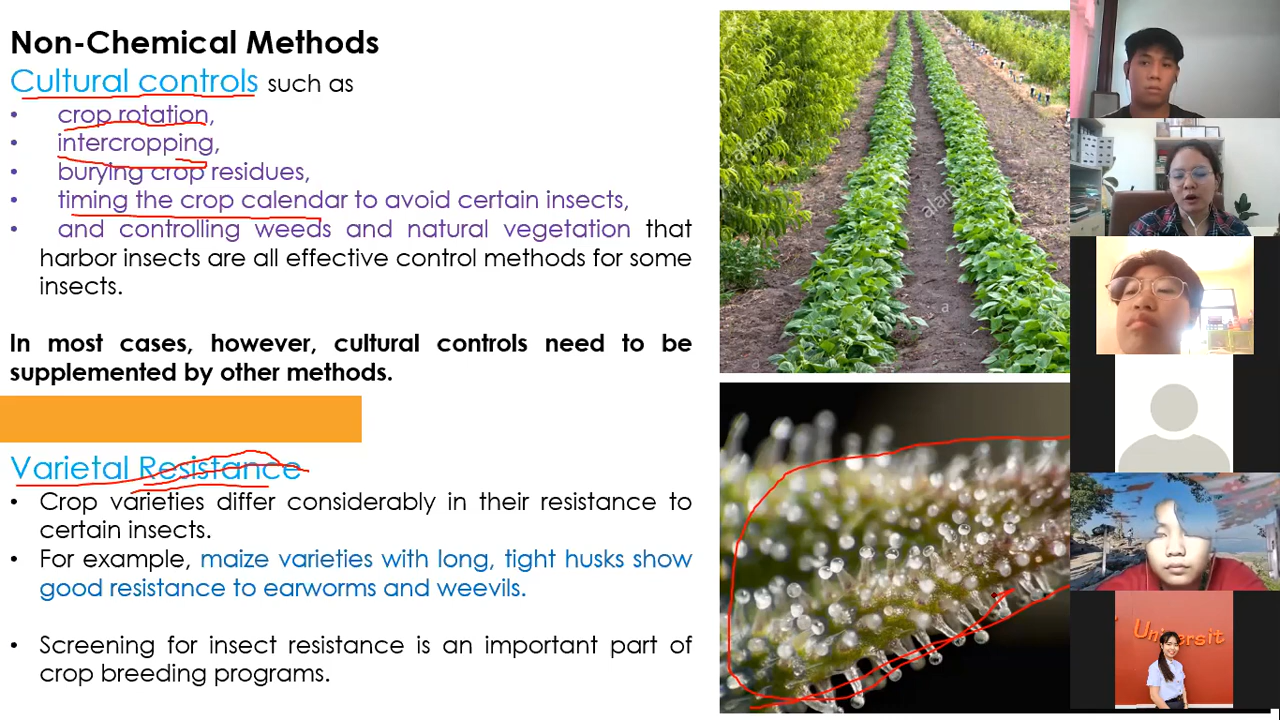 Non-Chemical Methods
Cultural controls such as
• crop rotation,
• intercropping,
• burying crop residues,
• timing the crop calendar to avoid certain insects,
• and controlling weeds and natural vegetation that
harbor insects are all effective control methods for some
insects.
In most cases, however, cultural controls need to be
supplemented by other methods.
Varietal Resistance
• Crop varieties differ considerably in their resistance to
certain insects.
• For example, maize varieties with long, tight husks show
good resistance to earworms and weevils.
• Screening for insect resistance is an important part of
crop breeding programs.
alamy
a
Universit